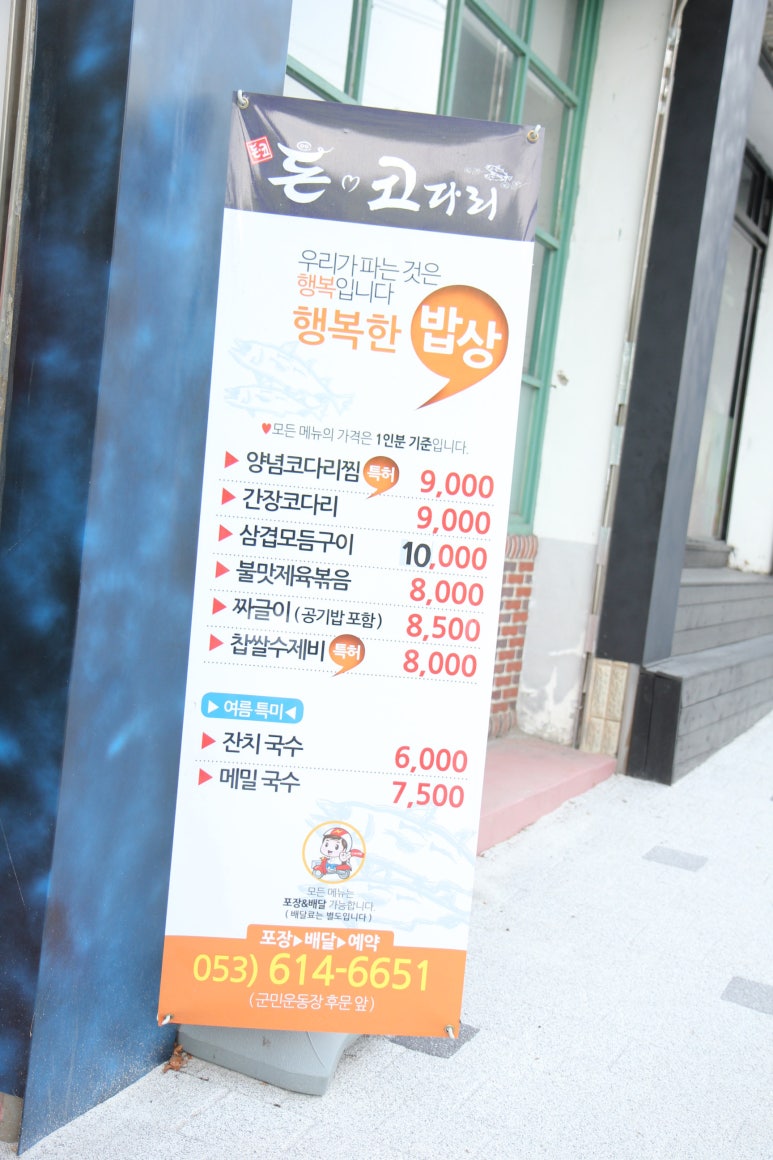 돈코
돈♡코다리
우리가 파는 것은
행복입니다
행복한 밥상
♥모든 메뉴의 가격은 1인분 기준입니다.
▶ 양념코다리찜 특허 9,000
▶ 간장코다리 9,000
▶ 삼겹모듬구이 10,000
▶ 불맛제육볶음 8,000
▶ 짜글이 (공기밥 포함) 8,500
▶ 찹쌀수제비 특허 8,000
▶ 여름 특미 ◀
▶ 잔치 국수 6,000
▶ 메밀 국수 7,500
모든 메뉴는
포장&배달 가능합니다
(배달료는 별도입니다)
포장▶배달▶예약
053) 614-6651
(군민운동장 후문 앞)